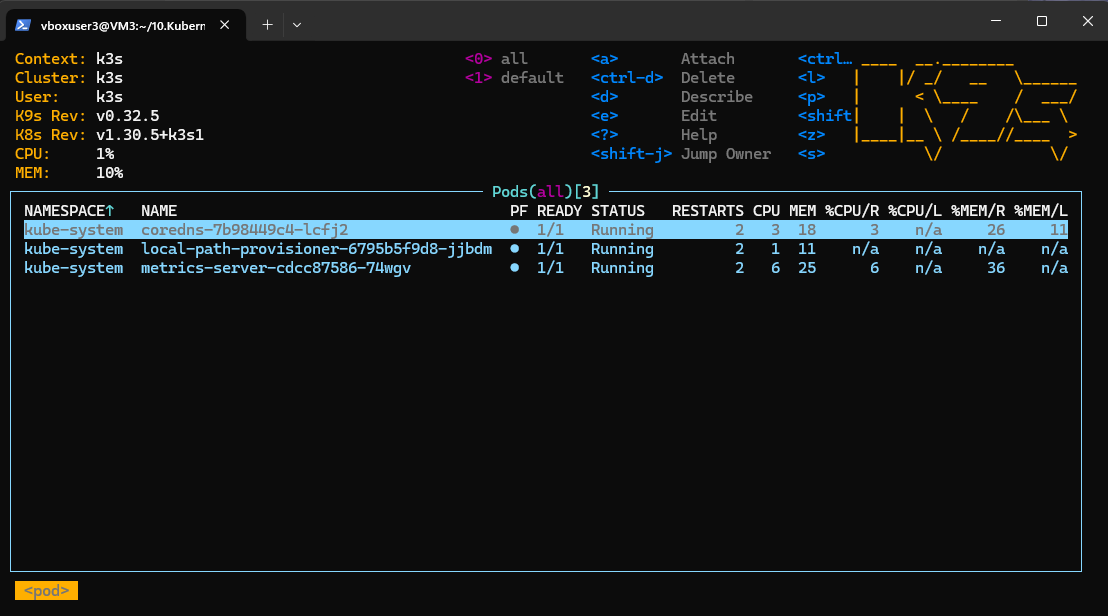 vboxuser3@VM3:~/10.Kubern
Context: k3s <0> all <a> Attach <ctrl…
Cluster: k3s <1> default <ctrl-d> Delete <l>
User: k3s <d> Describe <p>
K9s Rev: v0.32.5 <e> Edit <shift
K8s Rev: v1.30.5+k3s1 <?> Help <z>
CPU: 1% <shift-j> Jump Owner <s>
MEM: 10%
Pods(all)[3]
NAMESPACE↑ NAME PF READY STATUS RESTARTS CPU MEM %CPU/R %CPU/L %MEM/R %MEM/L
kube-system coredns-7b98449c4-lcfj2 ● 1/1 Running 2 3 18 3 n/a 26 11
kube-system local-path-provisioner-6795b5f9d8-jjbdm ● 1/1 Running 2 1 11 n/a n/a n/a n/a
kube-system metrics-server-cdcc87586-74wgv ● 1/1 Running 2 6 25 6 n/a 36 n/a
<pod>